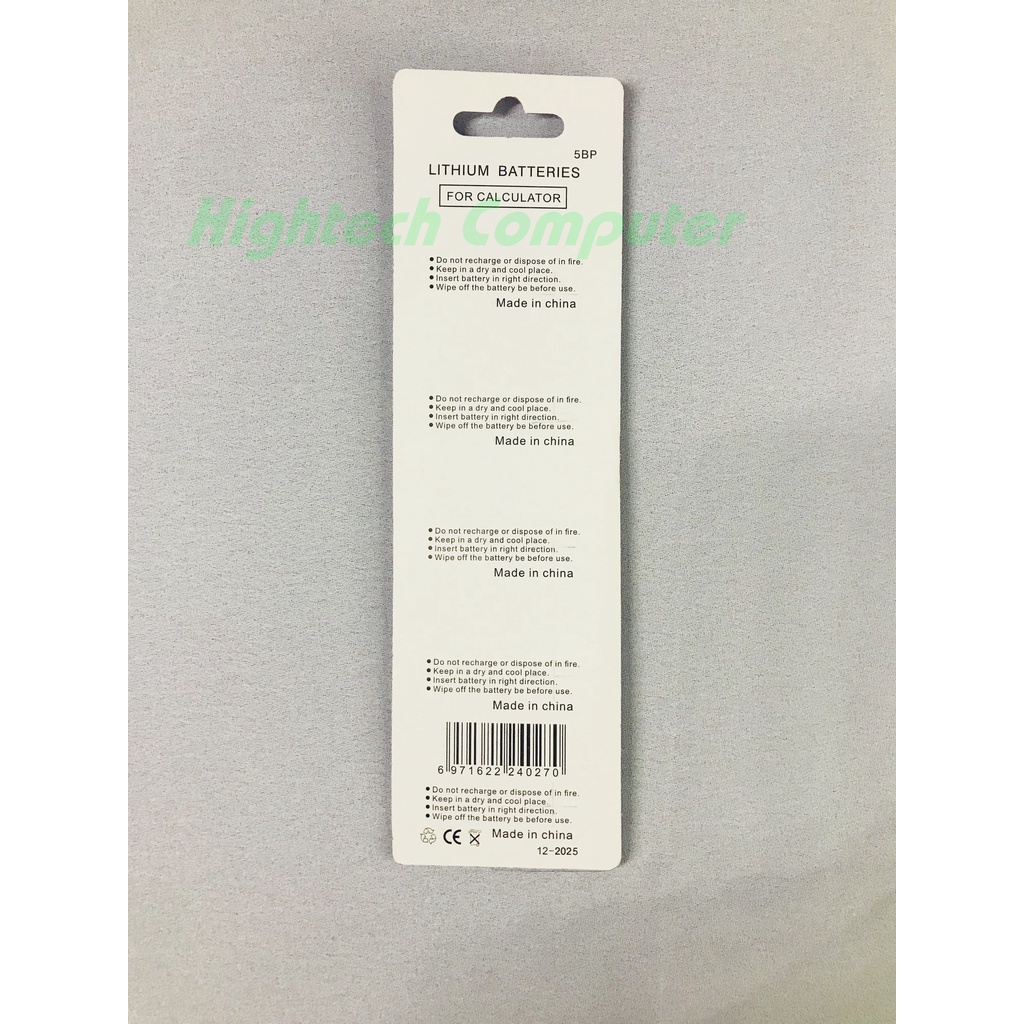 5BP
LITHIUM BATTERIES
FOR CALCULATOR
Hightech Computer
● Do not recharge or dispose of in fire.
● Keep in a dry and cool place.
● Insert battery in right direction.
● Wipe off the battery be before use.
Made in china
● Do not recharge or dispose of in fire.
● Keep in a dry and cool place.
● Insert battery in right direction.
● Wipe off the battery be before use.
Made in china
● Do not recharge or dispose of in fire.
● Keep in a dry and cool place.
● Insert battery in right direction.
● Wipe off the battery be before use.
Made in china
● Do not recharge or dispose of in fire.
● Keep in a dry and cool place.
● Insert battery in right direction.
● Wipe off the battery be before use.
Made in china
6 971622 240270
● Do not recharge or dispose of in fire.
● Keep in a dry and cool place.
● Insert battery in right direction.
● Wipe off the battery be before use.
CE Made in china
12-2025